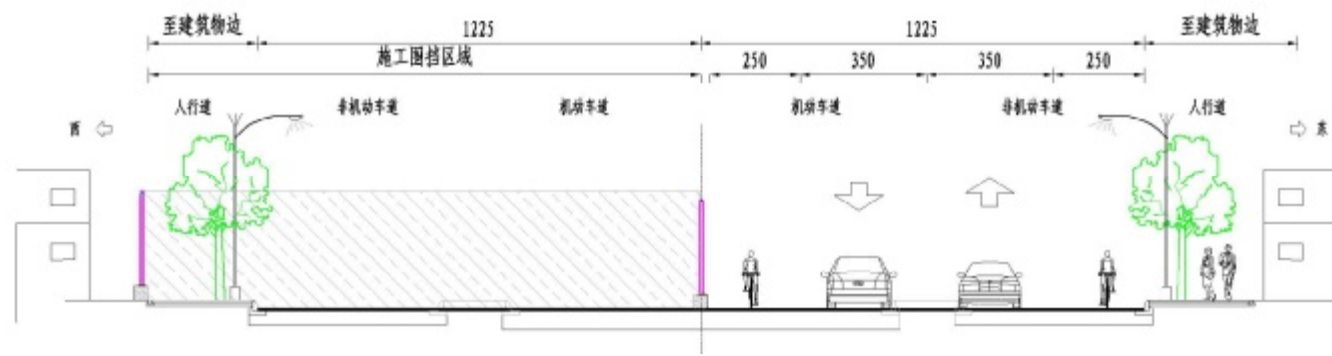 至建筑物边 1225 1225 至建筑物边
施工围挡区域 250 350 350 250
人行道 非机动车道 机动车道 机动车道 非机动车道 人行道
西 东